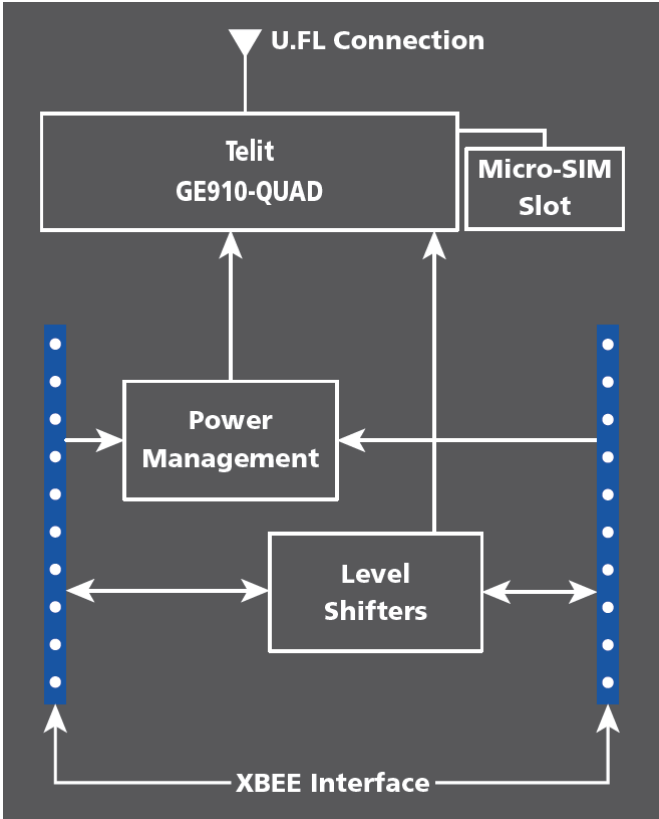 U.FL Connection
Telit
GE910-QUAD
Micro-SIM
Slot
Power
Management
Level
Shifters
XBEE Interface